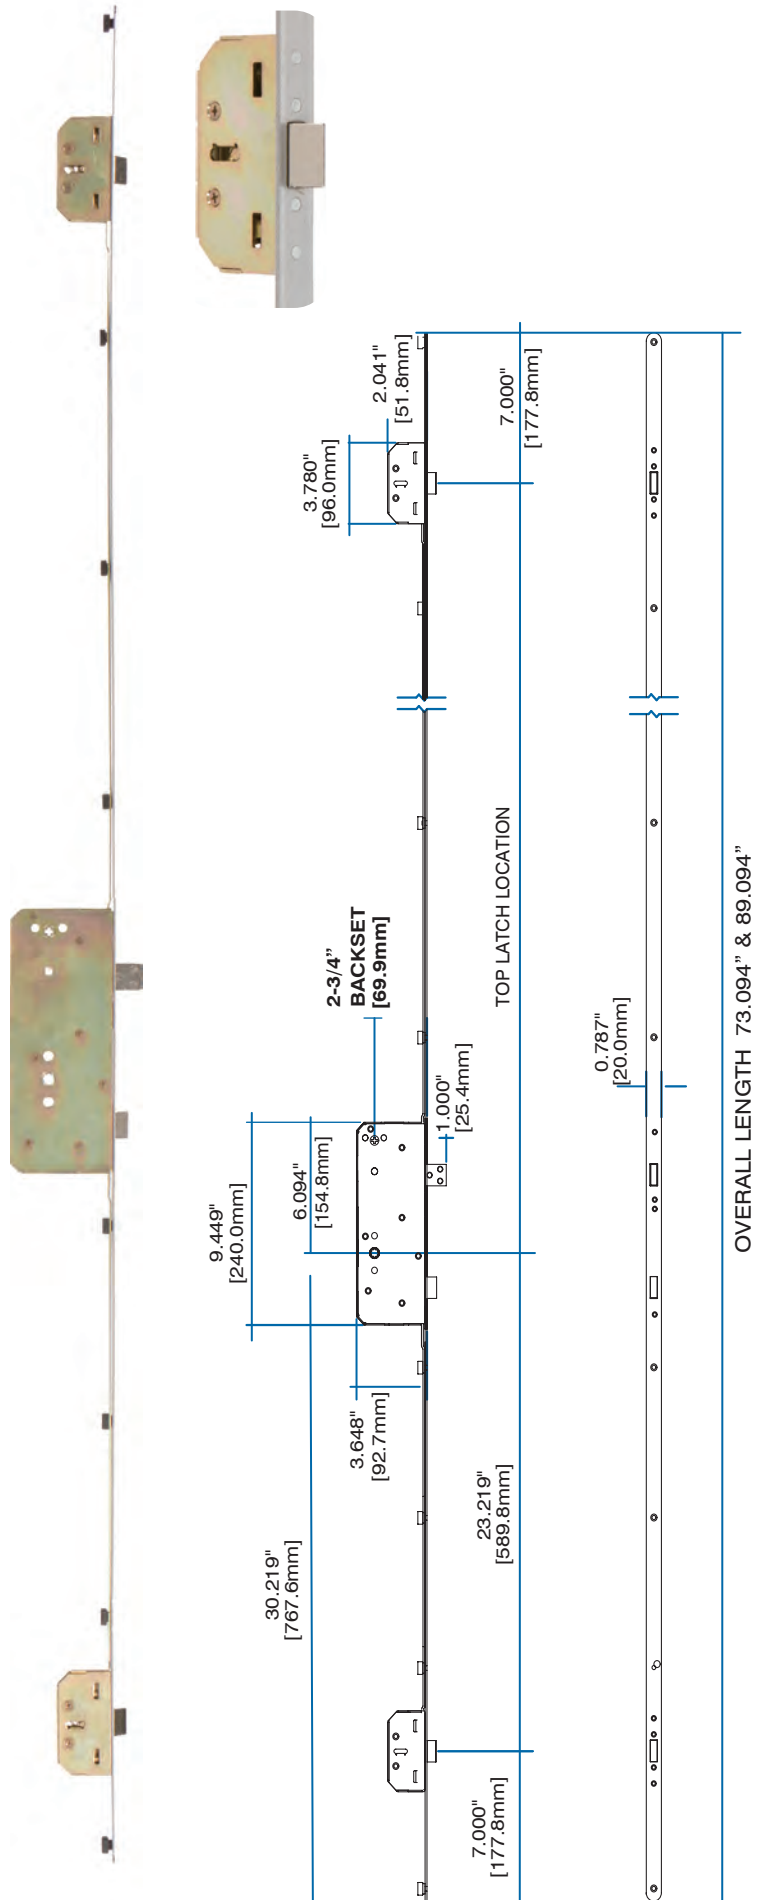 2.041"
[51.8mm]
7.000"
[177.8mm]
3.780"
[96.0mm]
TOP LATCH LOCATION
2-3/4”
BACKSET
[69.9mm]
OVERALL LENGTH 73.094” & 89.094”
0.787"
[20.0mm]
1.000"
[25.4mm]
6.094"
[154.8mm]
9.449"
[240.0mm]
3.648"
[92.7mm]
23.219"
[589.8mm]
30.219"
[767.6mm]
7.000"
[177.8mm]